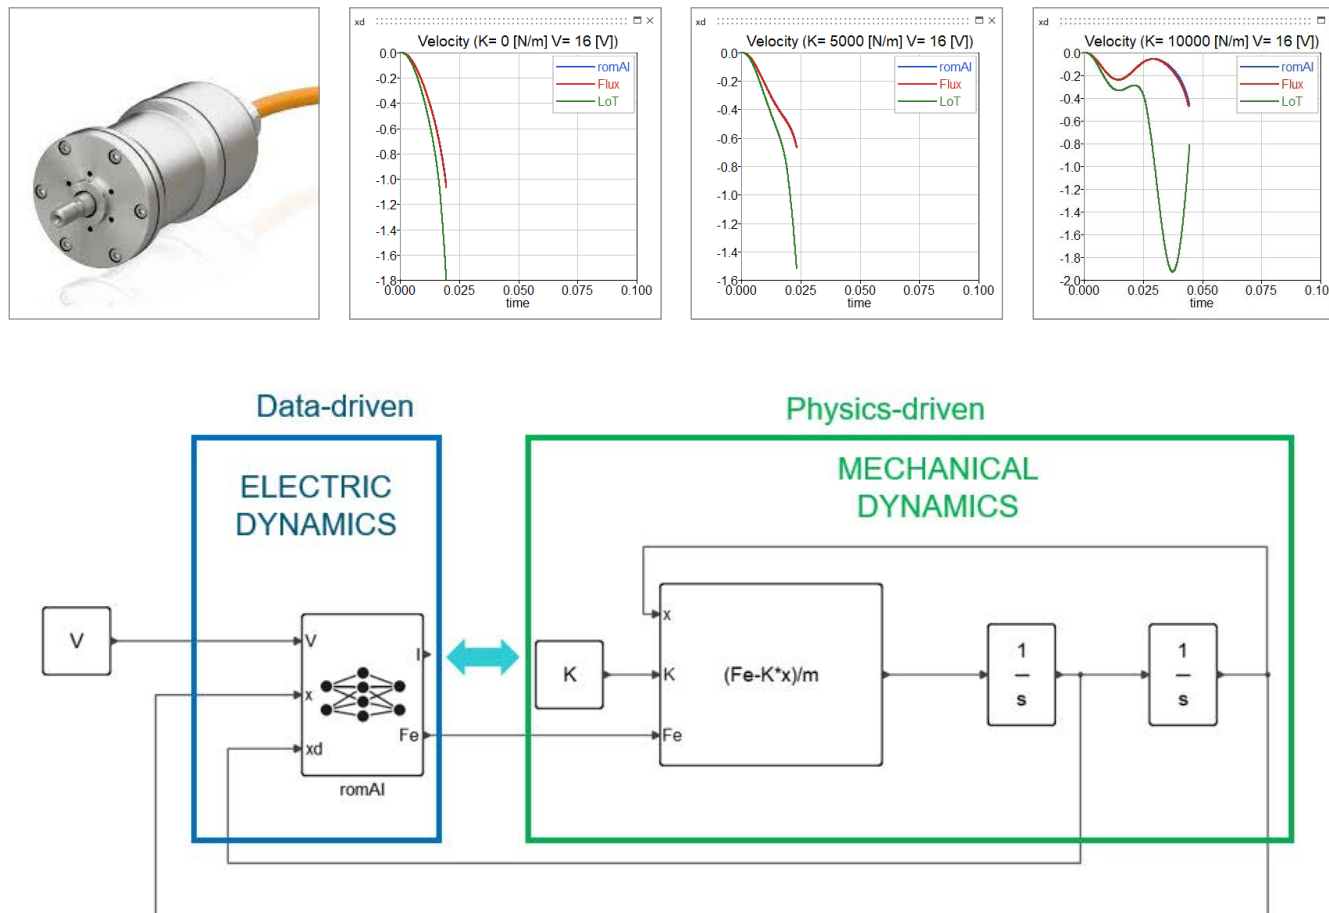 xd
Velocity (K= 0 [N/m] V= 16 [V])
romAI
Flux
LoT
0.0
-0.2
-0.4
-0.6
-0.8
-1.0
-1.2
-1.4
-1.6
-1.8
0.000
0.025
0.050
0.075
0.100
time
xd
Velocity (K= 5000 [N/m] V= 16 [V])
romAI
Flux
LoT
0.0
-0.2
-0.4
-0.6
-0.8
-1.0
-1.2
-1.4
-1.6
0.000
0.025
0.050
0.075
0.100
time
xd
Velocity (K= 10000 [N/m] V= 16 [V])
romAI
Flux
LoT
0.0
-0.2
-0.4
-0.6
-0.8
-1.0
-1.2
-1.4
-1.6
-1.8
-2.0
0.000
0.025
0.050
0.075
0.10
time
Data-driven
ELECTRIC
DYNAMICS
V
V
I
x
Fe
xd
romAI
Physics-driven
MECHANICAL
DYNAMICS
K
x
K
Fe
(Fe-K*x)/m
1
s
1
s